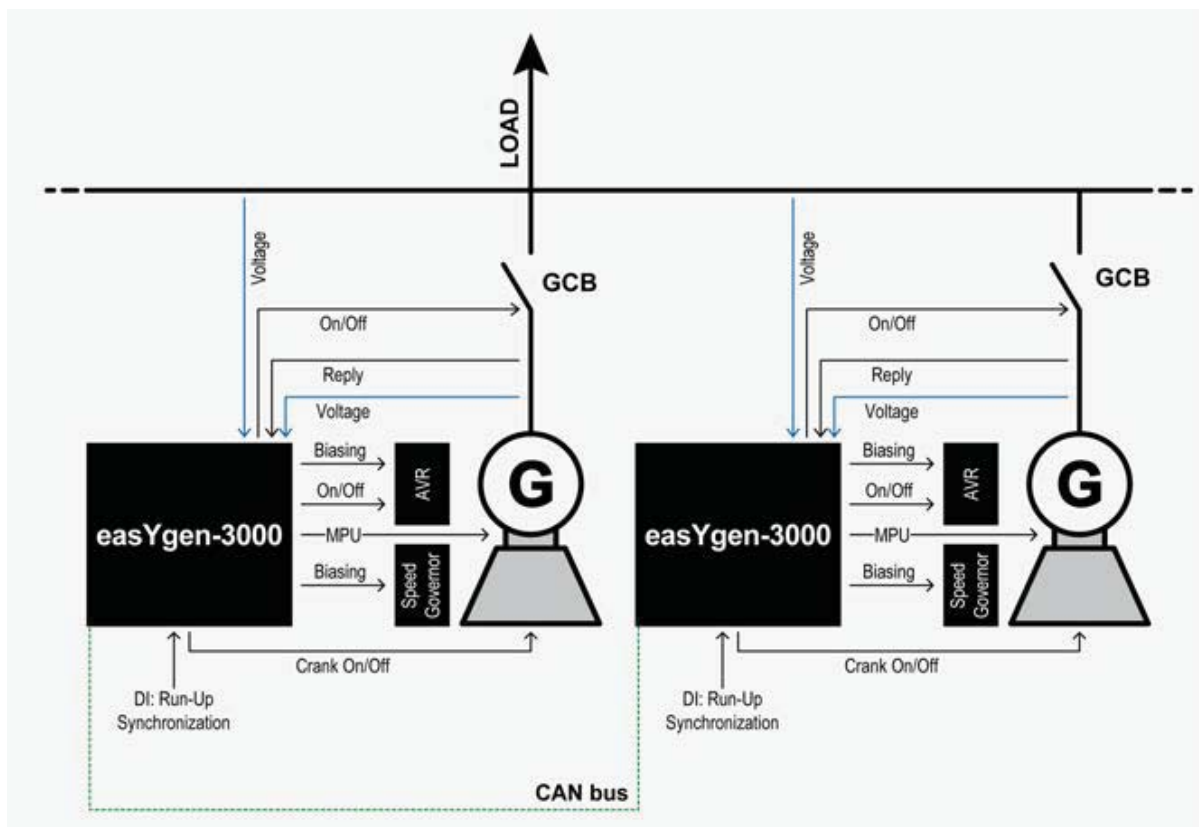 LOAD
Voltage
GCB
On/Off
Reply
Voltage
easYgen-3000
Biasing
On/Off
MPU
Biasing
AVR
Speed
Governor
G
Crank On/Off
DI: Run-Up
Synchronization
Voltage
GCB
On/Off
Reply
Voltage
easYgen-3000
Biasing
On/Off
MPU
Biasing
AVR
Speed
Governor
G
Crank On/Off
DI: Run-Up
Synchronization
CAN bus